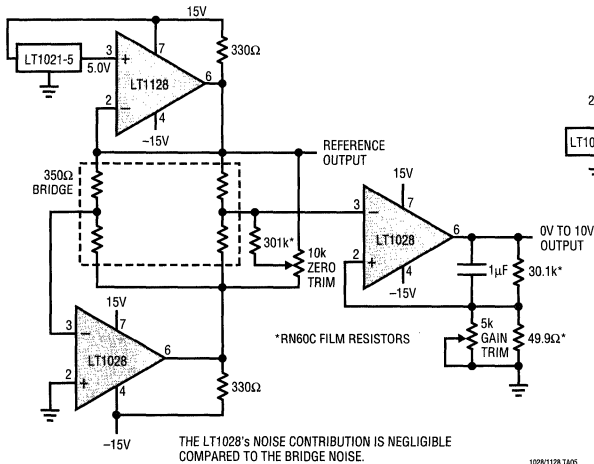 15V
LT1021-5
5.0V
3
+
7
LT1128
6
2
−
4
−15V
330Ω
REFERENCE
OUTPUT
350Ω
BRIDGE
301k*
10k
ZERO
TRIM
15V
3
−
7
LT1028
6
2
+
4
−15V
0V TO 10V
OUTPUT
1µF
30.1k*
5k
GAIN
TRIM
49.9Ω*
*RN60C FILM RESISTORS
15V
3
−
7
LT1028
6
2
+
4
−15V
330Ω
THE LT1028's NOISE CONTRIBUTION IS NEGLIGIBLE
COMPARED TO THE BRIDGE NOISE.
1028/1128 TA05
2
LT10